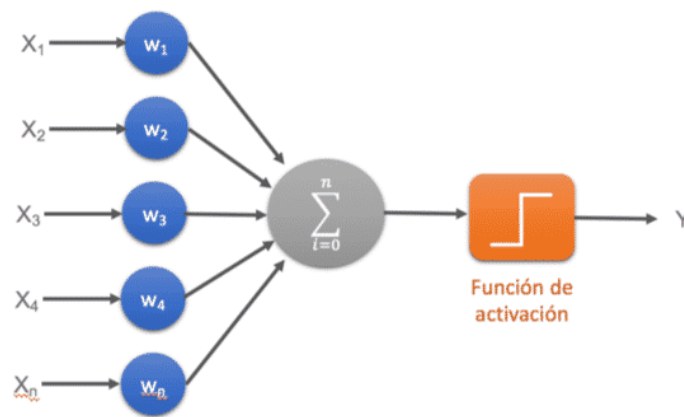 X₁ w₁
X₂ w₂
X₃ w₃
X₄ w₄
Xₙ wₙ
n
∑
i=0
Función de
activación
Y